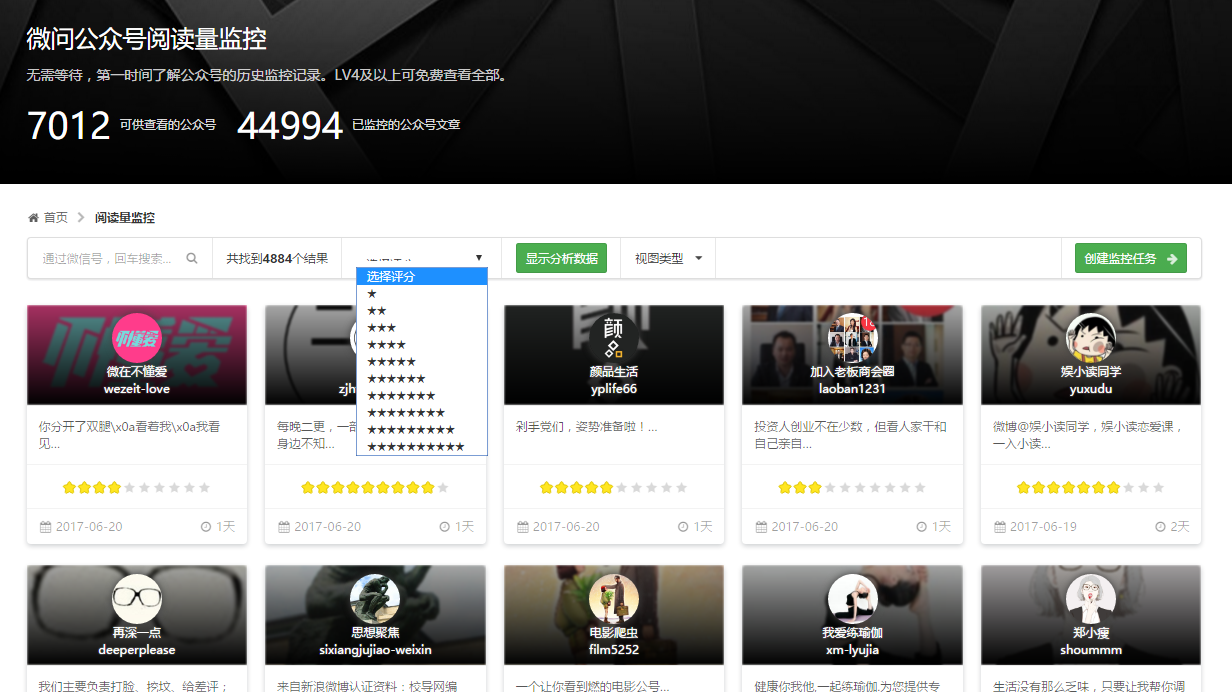 微问公众号阅读量监控
无需等待，第一时间了解公众号的历史监控记录。LV4及以上可免费查看全部。
7012 可供查看的公众号 44994 已监控的公众号文章
首页 阅读量监控
通过微信号，回车搜索... 共找到4884个结果 显示分析数据 视图类型 创建监控任务
选择评分
★
★★
★★★
★★★★
★★★★★
★★★★★★
★★★★★★★
★★★★★★★★
★★★★★★★★★
★★★★★★★★★★
微在不懂爱
wezeit-love
你分开了双腿\x0a看着我\x0a我看
见...
2017-06-20 1天
zjh
每晚二更，一部
身边不知...
2017-06-20 1天
颜
颜品生活
yplife66
剁手党们，姿势准备啦！...
2017-06-20 1天
加入老板商会圈
laoban1231
投资人创业不在少数，但看人家干和
自己亲自...
2017-06-20 1天
娱小读同学
yuxudu
微博@娱小读同学，娱小读恋爱课，
一入小读...
2017-06-19 2天
再深一点
deeperplease
我们主要负责打脸、挖坟、给差评；
思想聚焦
sixiangjujiao-weixin
来自新浪微博认证资料：校导网编
电影爬虫
film5252
一个让你看到燃的电影公号...
我爱练瑜伽
xm-lyujia
健康你我他,一起练瑜伽,为您提供专
郑小瘦
shoummm
生活没有那么乏味，只要让我帮你调